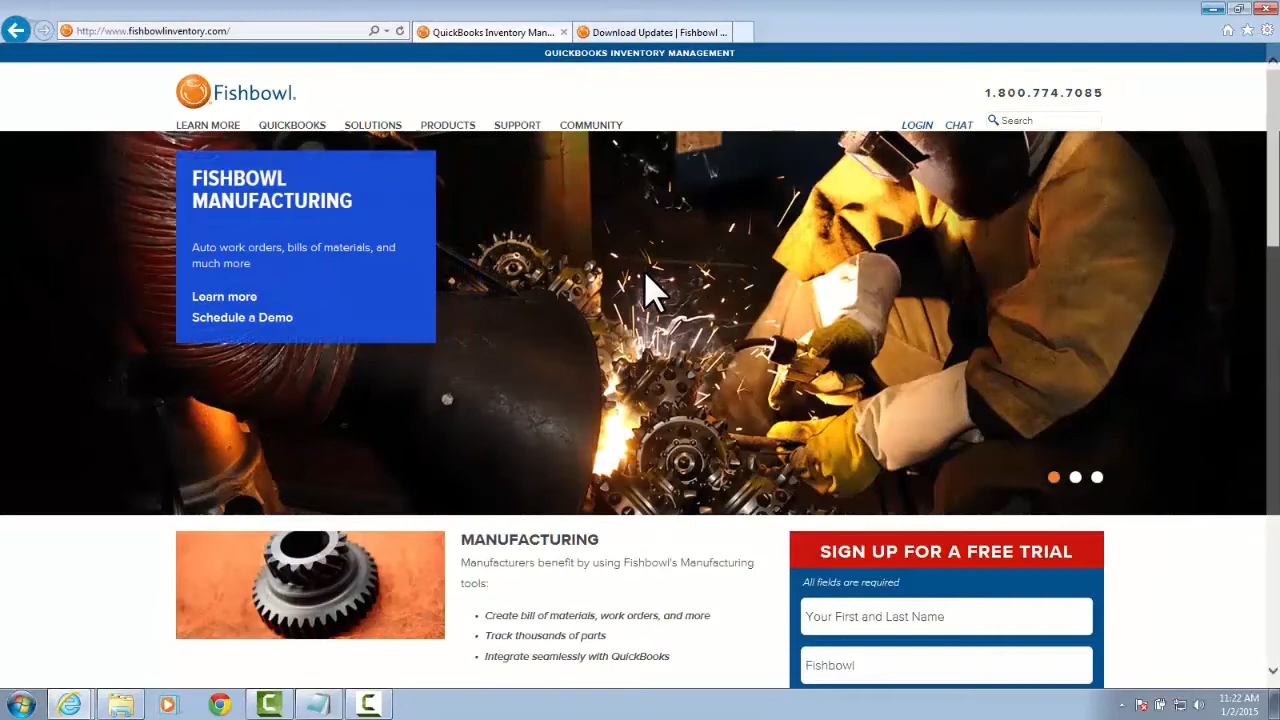 http://www.fishbowlinventory.com/
QuickBooks Inventory Man...
Download Updates | Fishbowl ...
QUICKBOOKS INVENTORY MANAGEMENT
Fishbowl.
1.800.774.7085
LEARN MORE
QUICKBOOKS
SOLUTIONS
PRODUCTS
SUPPORT
COMMUNITY
LOGIN
CHAT
Search
FISHBOWL
MANUFACTURING
Auto work orders, bills of materials, and
much more
Learn more
Schedule a Demo
MANUFACTURING
Manufacturers benefit by using Fishbowl's Manufacturing
tools:
• Create bill of materials, work orders, and more
• Track thousands of parts
• Integrate seamlessly with QuickBooks
SIGN UP FOR A FREE TRIAL
All fields are required
Your First and Last Name
Fishbowl
11:22 AM
1/2/2015